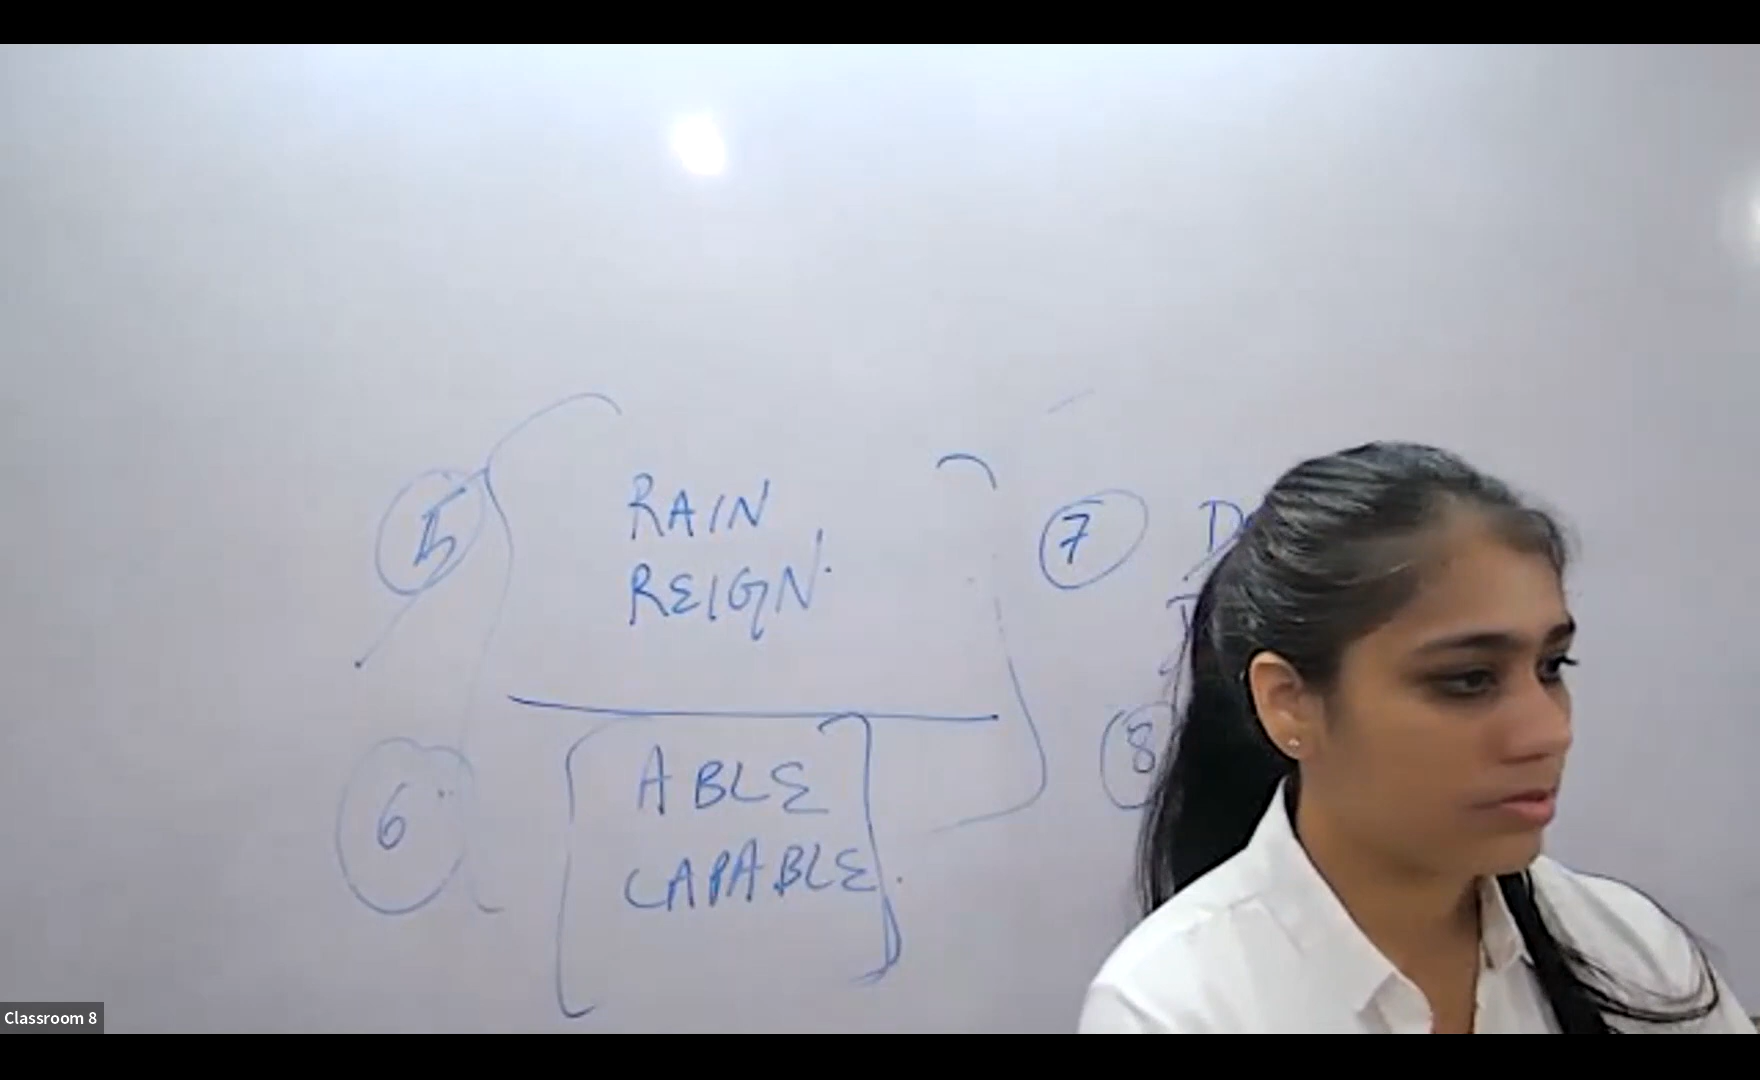 5
RAIN
REIGN.
6
ABLE
CAPABLE.
7
8
Classroom 8